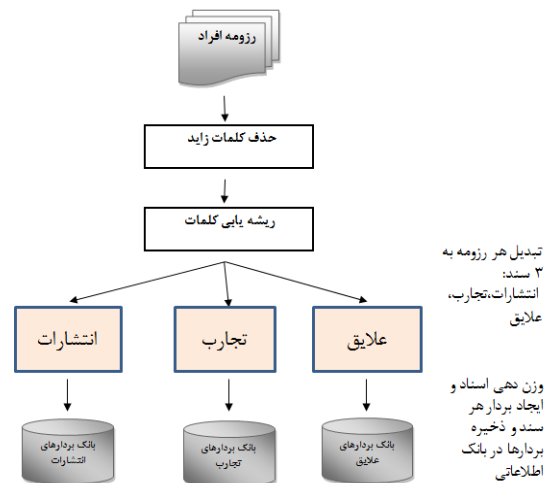 رزومه افراد
حذف کلمات زاید
ریشه یابی کلمات
تبدیل هر رزومه به
۳ سند:
انتشارات،تجارب،
علایق
علایق
تجارب
انتشارات
وزن دهی اسناد و
ایجاد بردار هر
سند و ذخیره
بردارها در بانک
اطلاعاتی
بانک بردارهای
علایق
بانک بردارهای
تجارب
بانک بردارهای
انتشارات